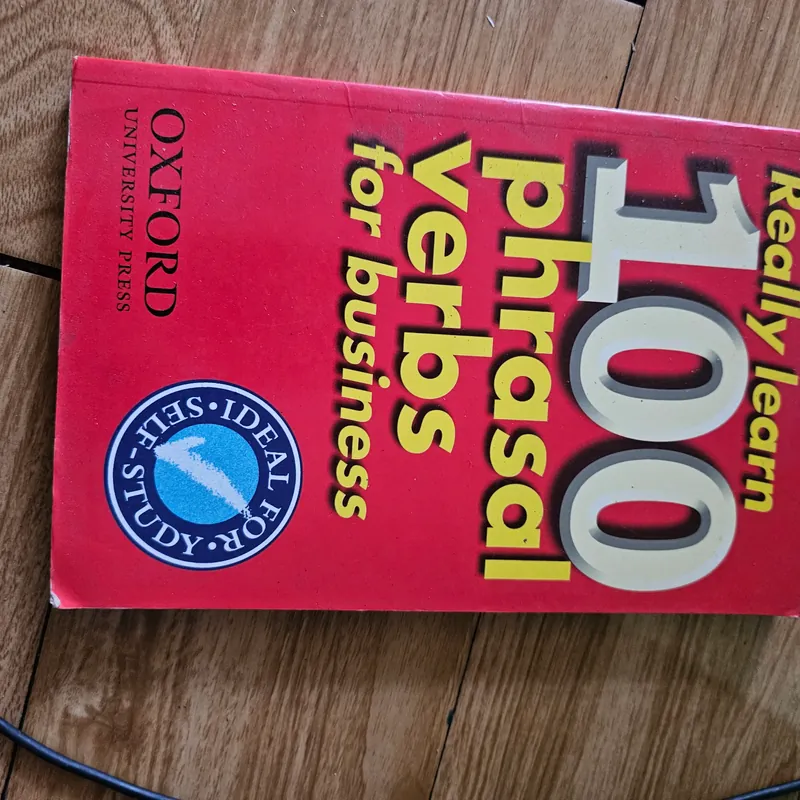 Really learn
100
phrasal
verbs
for business
IDEAL FOR
SELF-STUDY
OXFORD
UNIVERSITY PRESS